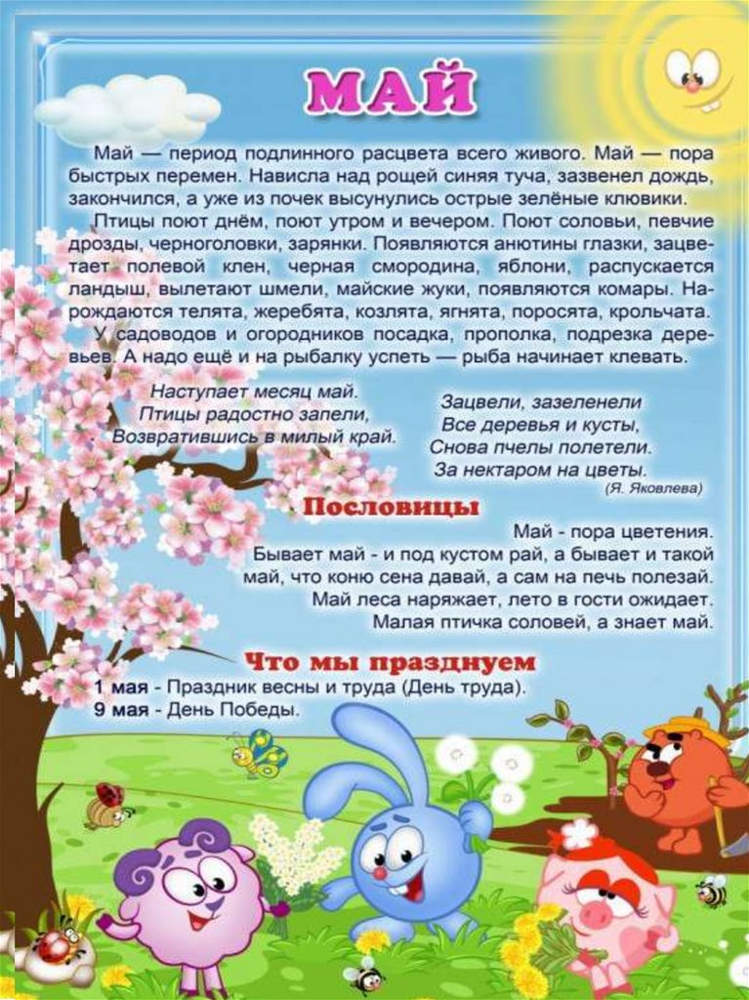 МАЙ
Май — период подлинного расцвета всего живого. Май — пора
быстрых перемен. Нависла над рощей синяя туча, зазвенел дождь,
закончился, а уже из почек высунулись острые зелёные клювики.
Птицы поют днём, поют утром и вечером. Поют соловьи, певчие
дрозды, черноголовки, зарянки. Появляются анютины глазки, зацве-
тает полевой клен, черная смородина, яблони, распускается
ландыш, вылетают шмели, майские жуки, появляются комары. На-
рождаются телята, жеребята, козлята, ягнята, поросята, крольчата.
У садоводов и огородников посадка, прополка, подрезка дере-
вьев. А надо ещё и на рыбалку успеть — рыба начинает клевать.
Наступает месяц май.
Птицы радостно запели,
Возвратившись в милый край.
Зацвели, зазеленели
Все деревья и кусты,
Снова пчелы полетели.
За нектаром на цветы.
(Я. Яковлева)
Пословицы
Май - пора цветения.
Бывает май - и под кустом рай, а бывает и такой
май, что коню сена давай, а сам на печь полезай.
Май леса наряжает, лето в гости ожидает.
Малая птичка соловей, а знает май.
Что мы празднуем
1 мая - Праздник весны и труда (День труда).
9 мая - День Победы.